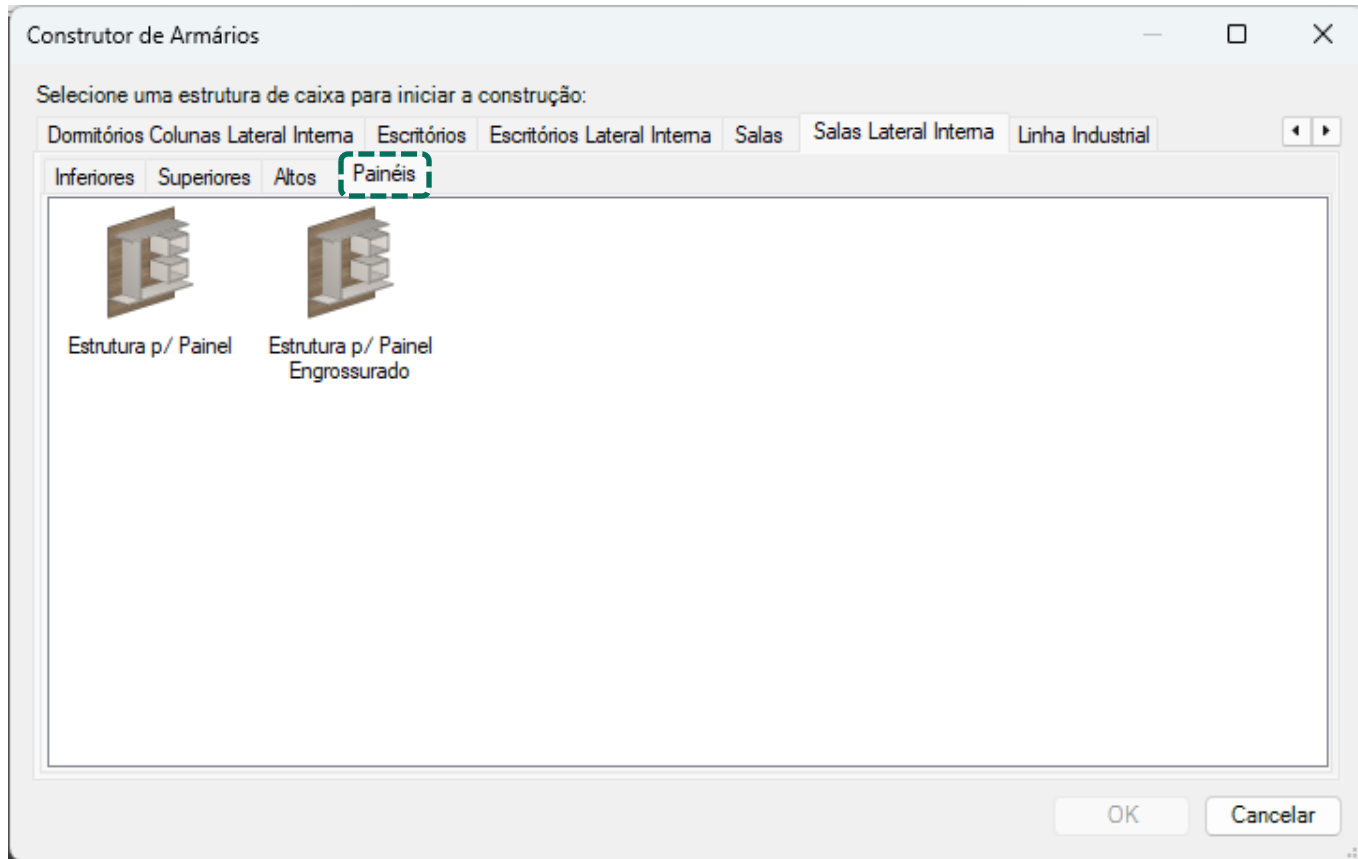 Construtor de Armários
Selecione uma estrutura de caixa para iniciar a construção:
Dormitórios Colunas Lateral Interna Escritórios Escritórios Lateral Interna Salas Salas Lateral Interna Linha Industrial
Inferiores Superiores Altos Painéis
Estrutura p/ Painel
Estrutura p/ Painel
Engrossurado
OK Cancelar